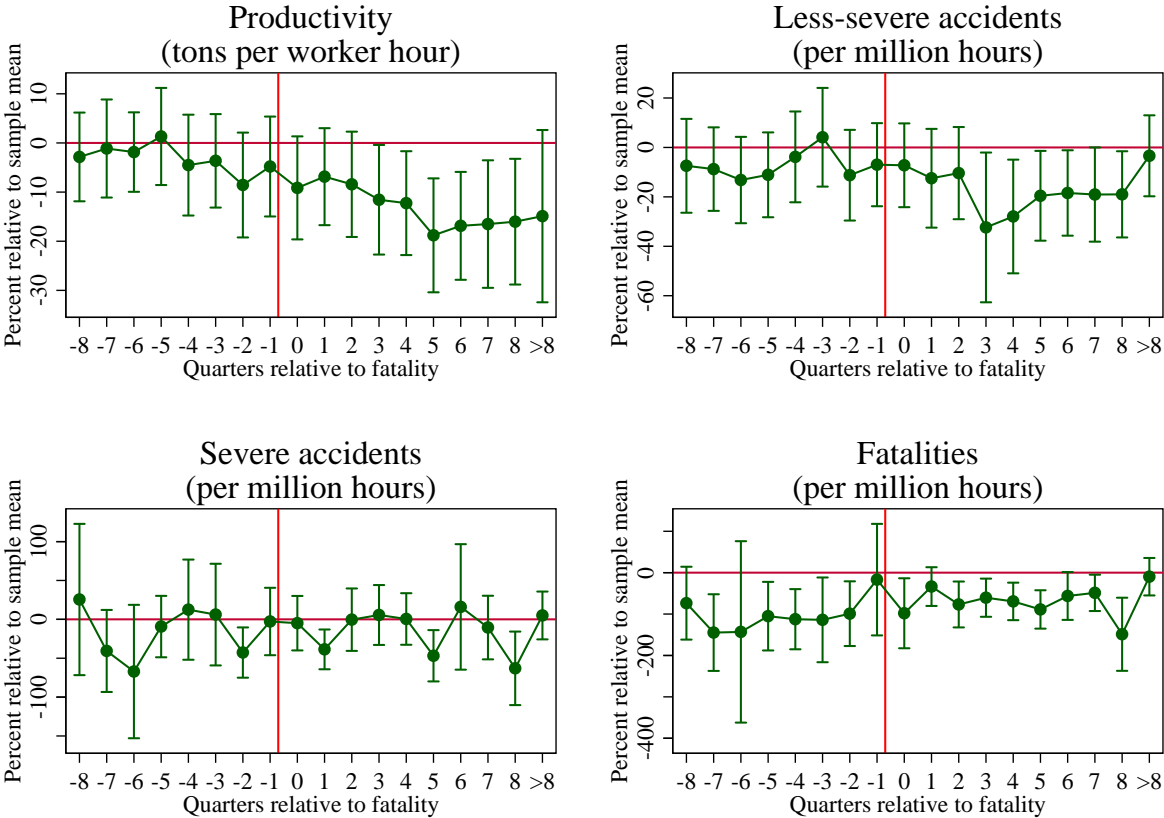 Productivity
(tons per worker hour)
Percent relative to sample mean
10
0
-10
-20
-30
-8 -7 -6 -5 -4 -3 -2 -1 0 1 2 3 4 5 6 7 8 >8
Quarters relative to fatality
Less-severe accidents
(per million hours)
Percent relative to sample mean
20
0
-20
-40
-60
-8 -7 -6 -5 -4 -3 -2 -1 0 1 2 3 4 5 6 7 8 >8
Quarters relative to fatality
Severe accidents
(per million worker hours)
Percent relative to sample mean
100
0
-100
-8 -7 -6 -5 -4 -3 -2 -1 0 1 2 3 4 5 6 7 8 >8
Quarters relative to fatality
Fatalities
(per million hours)
Percent relative to sample mean
0
-200
-400
-8 -7 -6 -5 -4 -3 -2 -1 0 1 2 3 4 5 6 7 8 >8
Quarters relative to fatality